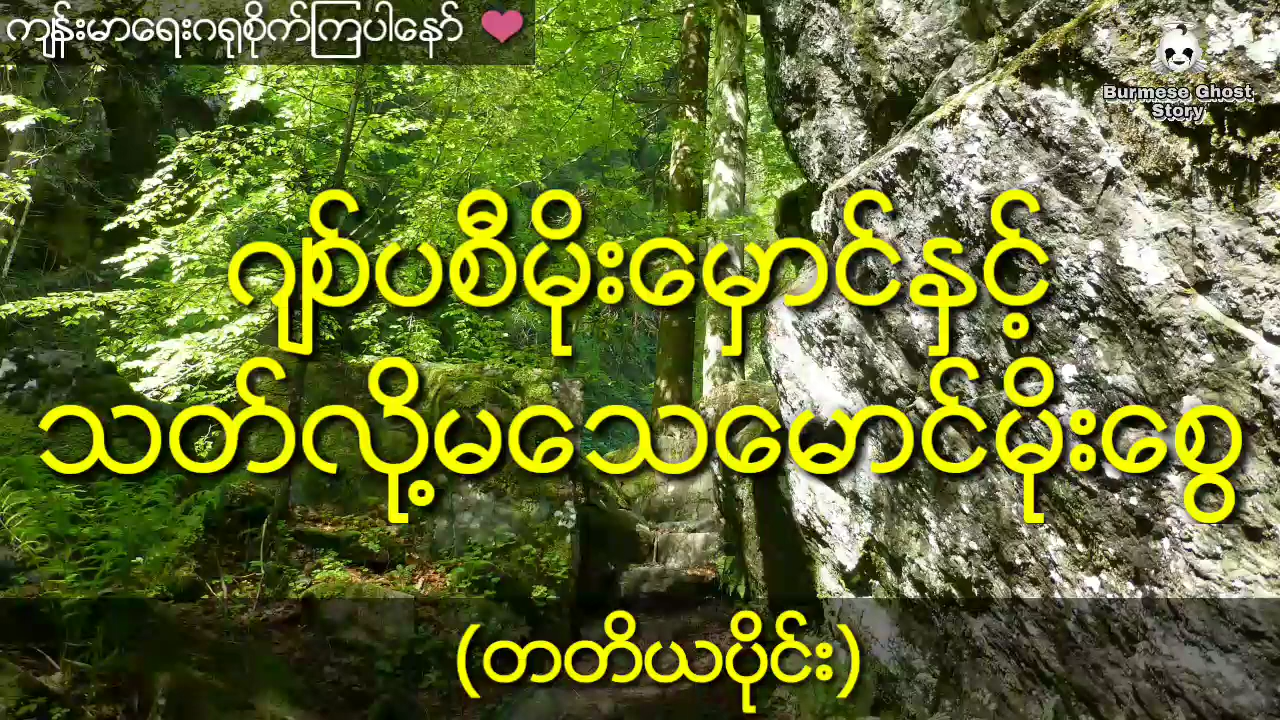 ကျန်းမာရေးဂရုစိုက်ကြပါနော် ❤
Burmese Ghost
Story
ဂျစ်ပစီမိုးမှောင်နှင့်
သတ်လို့မသေမောင်မိုးစွေ
(တတိယပိုင်း)